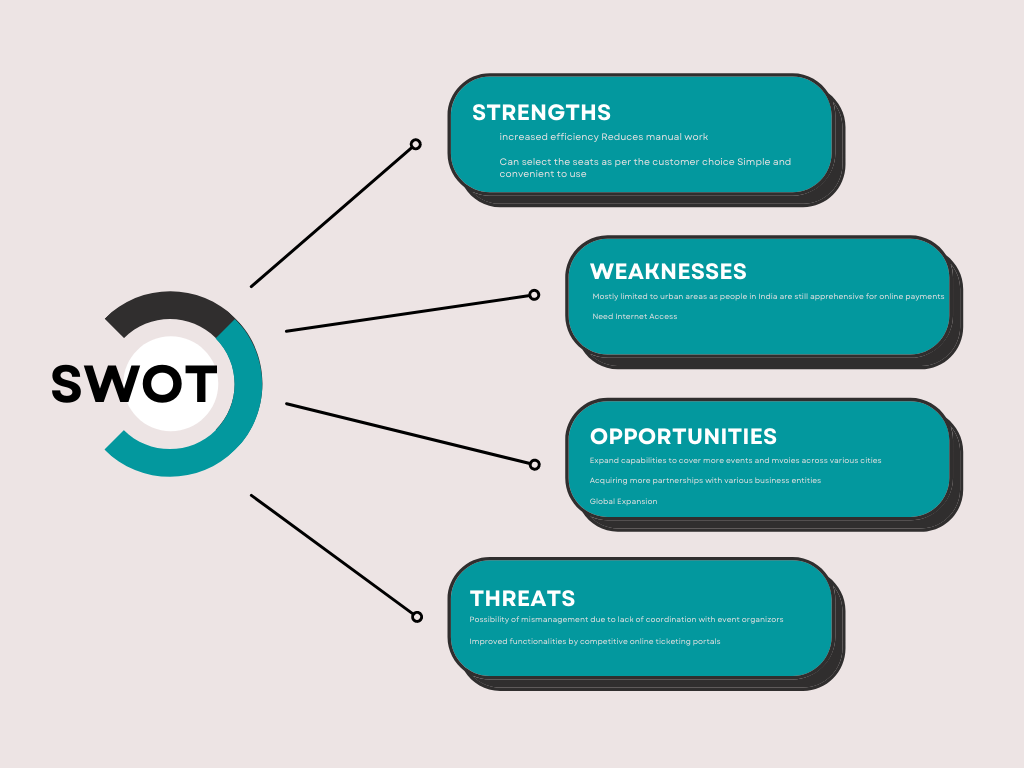 STRENGTHS
increased efficiency Reduces manual work
Can select the seats as per the customer choice Simple and
convenient to use
WEAKNESSES
Mostly limited to urban areas as people in India are still apprehensive for online payments
Need Internet Access
SWOT
OPPORTUNITIES
Expand capabilities to cover more events and mvoies across various cities
Acquiring more partnerships with various business entities
Global Expansion
THREATS
Possibility of mismanagement due to lack of coordination with event organizors
Improved functionalities by competitive online ticketing portals